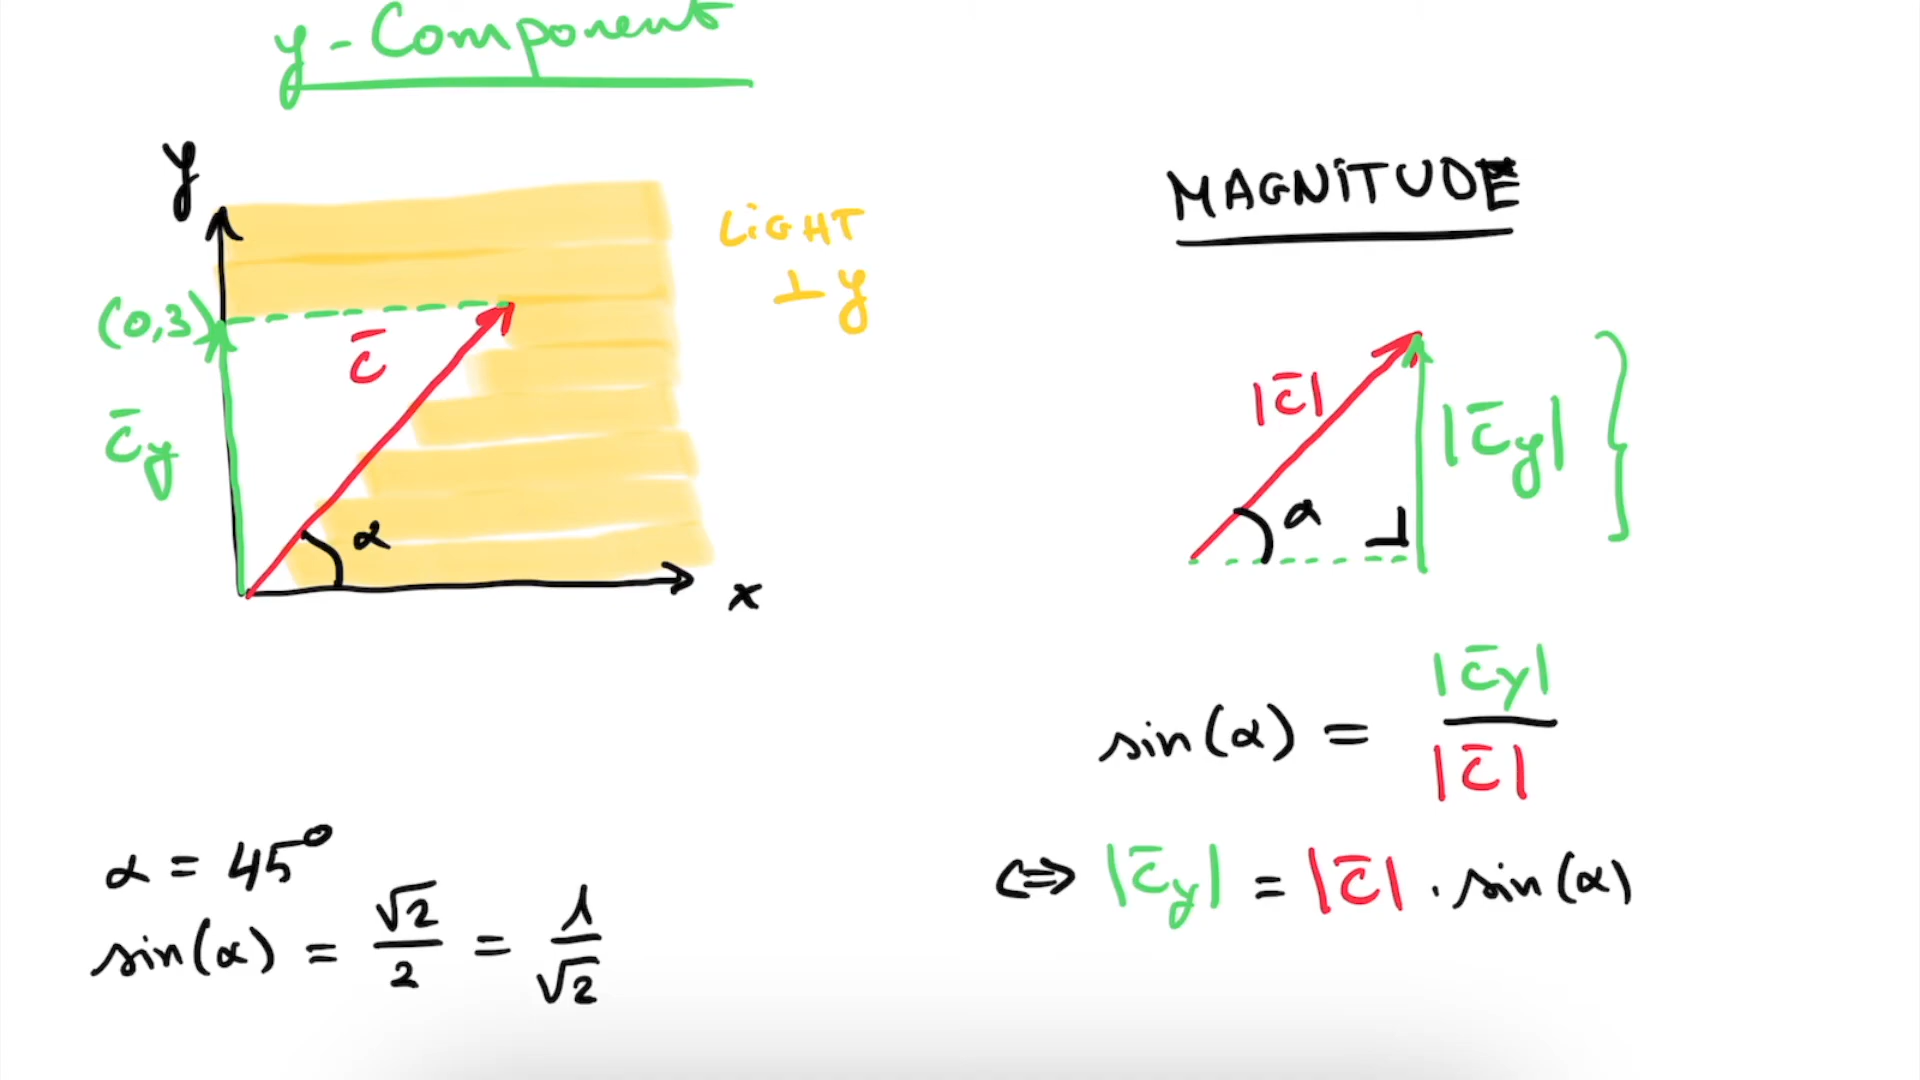 y-Component
y
LiGHT
⊥ y
(0,3)
c̄
c̄y
α
x
α = 45°
sin(α) = √2/2 = 1/√2
MAGNiTUDE
|c̄|
|c̄y| }
α
sin(α) = |c̄y|/|c̄|
⇔ |c̄y| = |c̄| · sin(α)